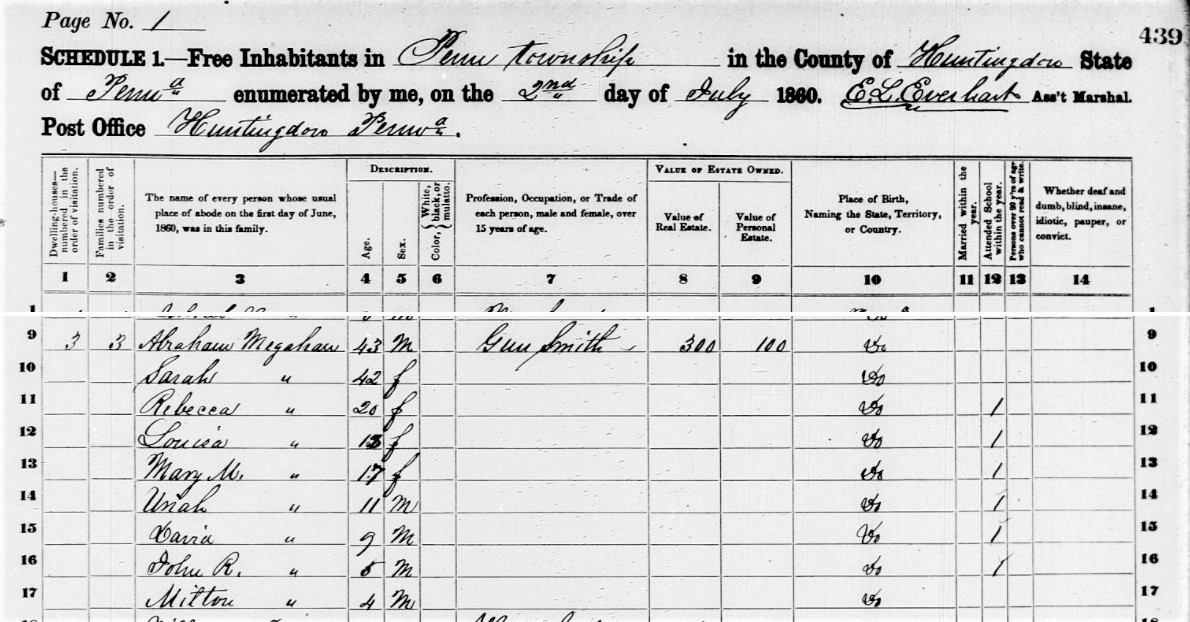 Page No. 1
439
SCHEDULE 1.—Free Inhabitants in Penn township in the County of Huntingdon State
of Pennᵃ enumerated by me, on the 2nd day of July 1860. E. L. Everhart Ass't Marshal.
Post Office Huntingdon Pennᵃ.
Dwelling-houses—numbered in the order of visitation.
Families numbered in the order of visitation.
The name of every person whose usual
place of abode on the first day of June,
1860, was in this family.
DESCRIPTION.
Age.
Sex.
Color, { White, black, or mulatto.
Profession, Occupation, or Trade of
each person, male and female, over
15 years of age.
VALUE OF ESTATE OWNED.
Value of
Real Estate.
Value of
Personal
Estate.
Place of Birth,
Naming the State, Territory,
or Country.
Married within the year.
Attended School within the year.
Persons over 20 y'rs of age who cannot read & write.
Whether deaf and
dumb, blind, insane,
idiotic, pauper, or
convict.
1 2 3 4 5 6 7 8 9 10 11 12 13 14
1 1
9 3 3 Abraham Megahan 43 M Gun Smith 300 100 Do 9
10 Sarah " 42 f Do 10
11 Rebecca " 20 f Do 1 11
12 Louisa " f Do 1 12
13 Mary M. " 17 f Do 1 13
14 Uriah " 11 M Do 1 14
15 David " 9 M Do 1 15
16 John R. " M Do 1 16
17 Milton " 4 M Do 17